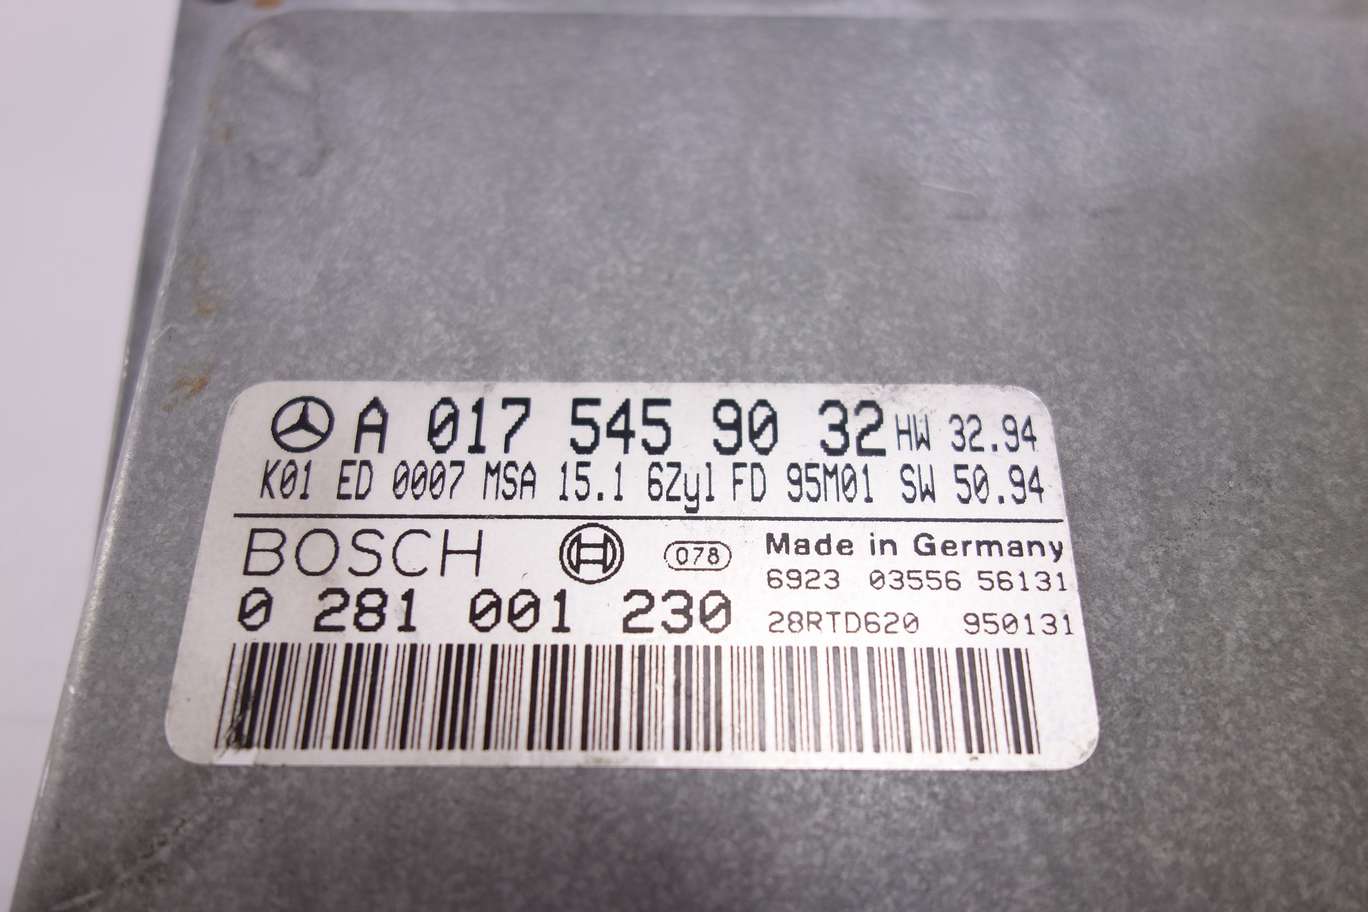 A 017 545 90 32 HW 32.94
K01 ED 0007 MSA 15.1 6Zyl FD 95M01 SW 50.94
BOSCH 078 Made in Germany
6923 03556 56131
0 281 001 230 28RTD620 950131